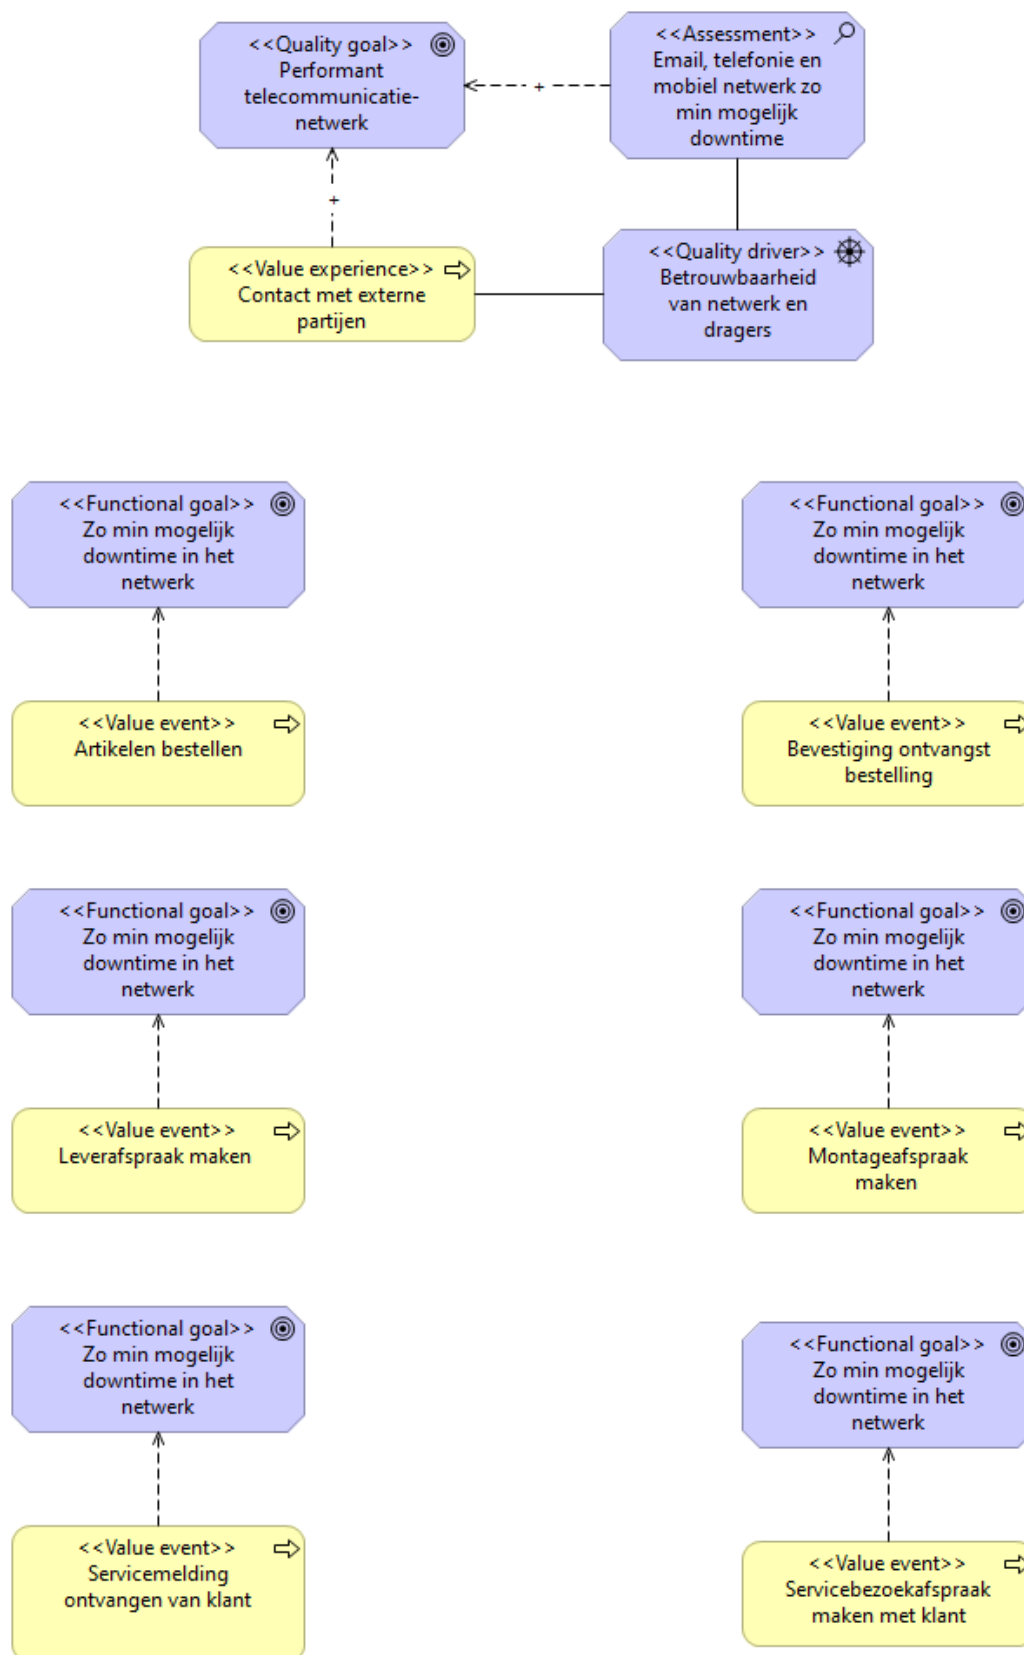 <<Quality goal>>
Performant
telecommunicatie-
netwerk
<<Assessment>>
Email, telefonie en
mobiel netwerk zo
min mogelijk
downtime
+
+
<<Value experience>>
Contact met externe
partijen
<<Quality driver>>
Betrouwbaarheid
van netwerk en
dragers
<<Functional goal>>
Zo min mogelijk
downtime in het
netwerk
<<Functional goal>>
Zo min mogelijk
downtime in het
netwerk
<<Value event>>
Artikelen bestellen
<<Value event>>
Bevestiging ontvangst
bestelling
<<Functional goal>>
Zo min mogelijk
downtime in het
netwerk
<<Functional goal>>
Zo min mogelijk
downtime in het
netwerk
<<Value event>>
Leverafspraak maken
<<Value event>>
Montageafspraak
maken
<<Functional goal>>
Zo min mogelijk
downtime in het
netwerk
<<Functional goal>>
Zo min mogelijk
downtime in het
netwerk
<<Value event>>
Servicemelding
ontvangen van klant
<<Value event>>
Servicebezoekafspraak
maken met klant